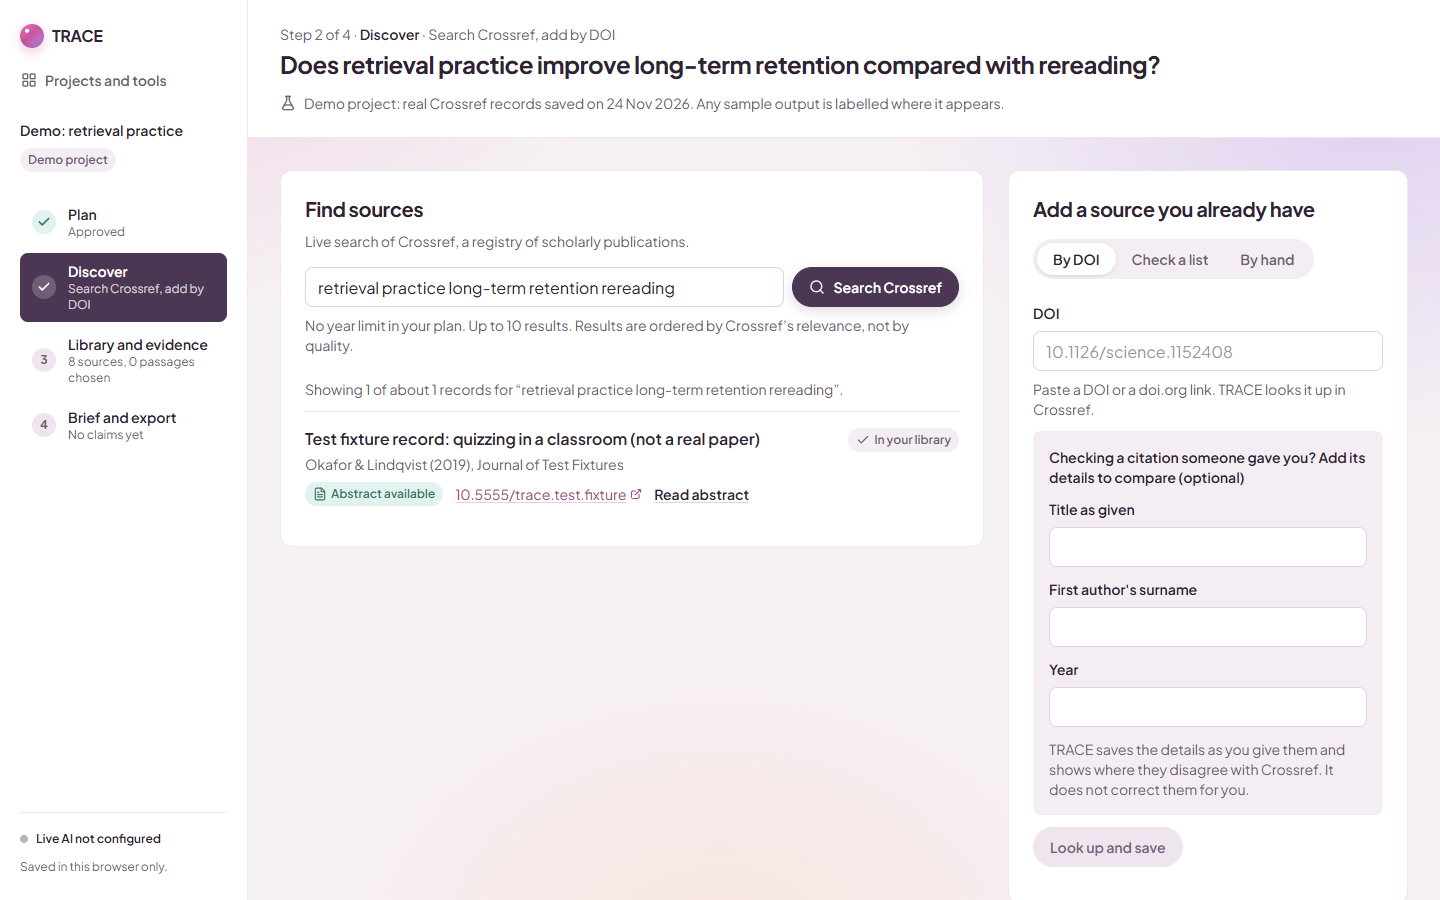 TRACE
Projects and tools
Demo: retrieval practice
Demo project
Plan
Approved
Discover
Search Crossref, add by
DOI
3
Library and evidence
8 sources, 0 passages
chosen
4
Brief and export
No claims yet
Live AI not configured
Saved in this browser only.
Step 2 of 4 · Discover · Search Crossref, add by DOI
Does retrieval practice improve long-term retention compared with rereading?
Demo project: real Crossref records saved on 24 Nov 2026. Any sample output is labelled where it appears.
Find sources
Live search of Crossref, a registry of scholarly publications.
retrieval practice long-term retention rereading
Search Crossref
No year limit in your plan. Up to 10 results. Results are ordered by Crossref’s relevance, not by
quality.
Showing 1 of about 1 records for “retrieval practice long-term retention rereading”.
Test fixture record: quizzing in a classroom (not a real paper)
In your library
Okafor & Lindqvist (2019), Journal of Test Fixtures
Abstract available
10.5555/trace.test.fixture
Read abstract
Add a source you already have
By DOI
Check a list
By hand
DOI
10.1126/science.1152408
Paste a DOI or a doi.org link. TRACE looks it up in
Crossref.
Checking a citation someone gave you? Add its
details to compare (optional)
Title as given
First author's surname
Year
TRACE saves the details as you give them and
shows where they disagree with Crossref. It
does not correct them for you.
Look up and save